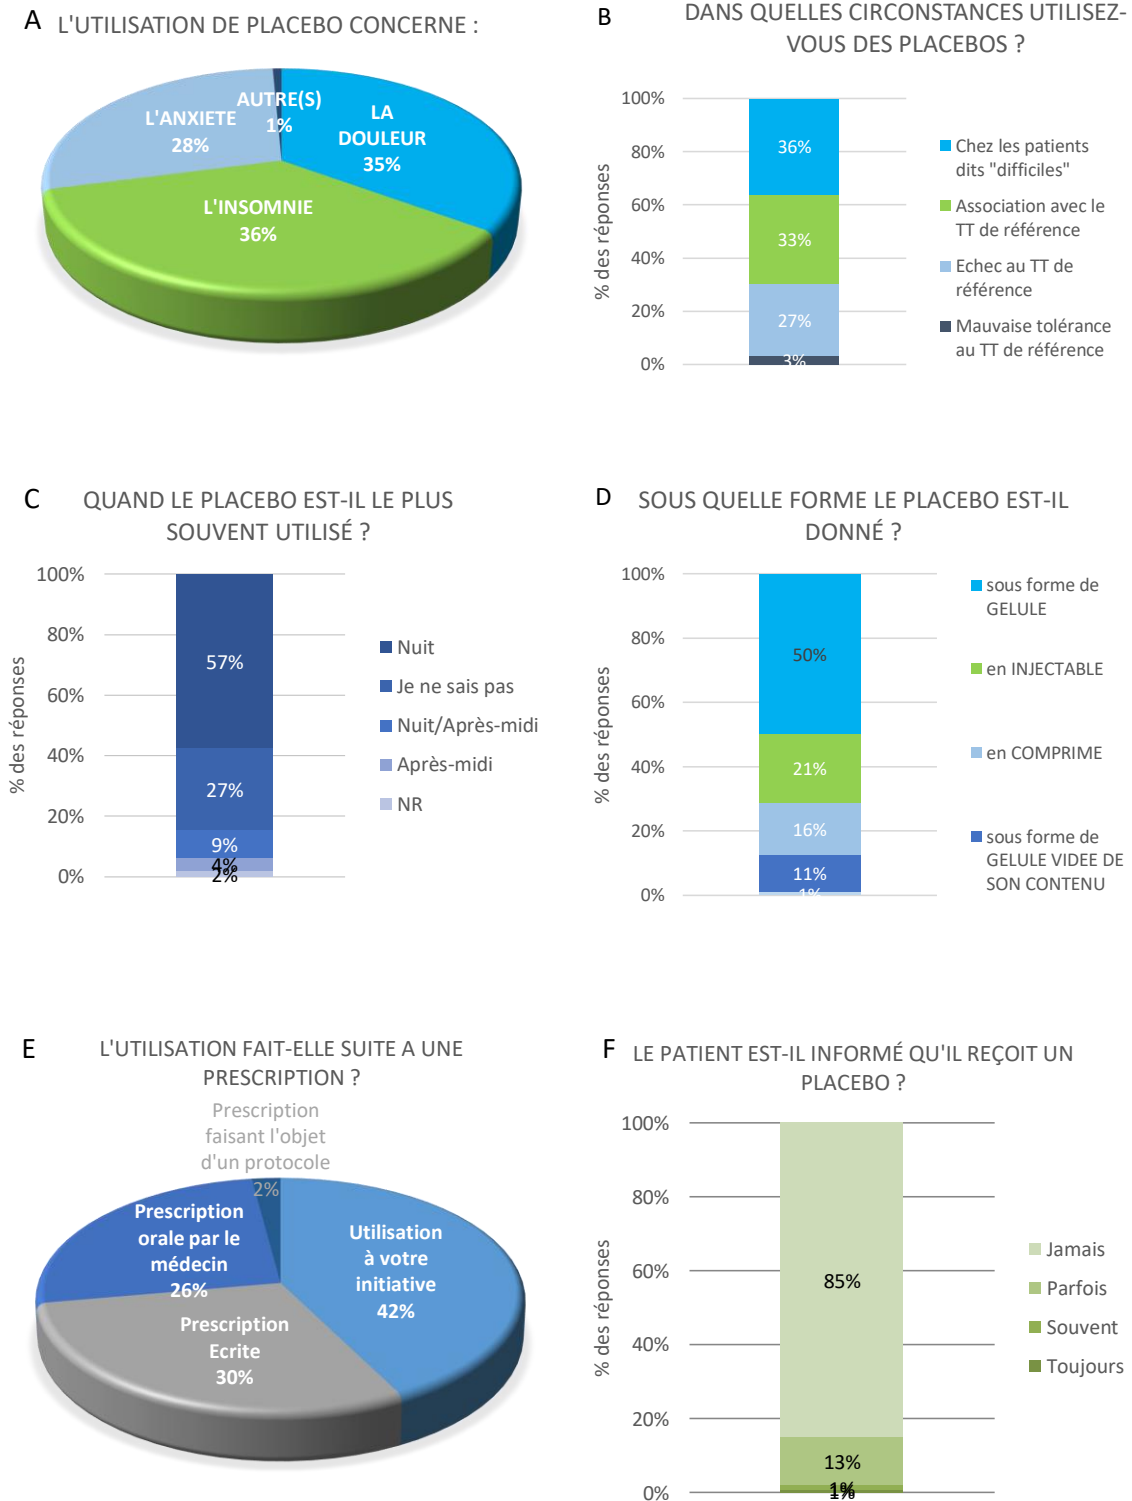 A
L'UTILISATION DE PLACEBO CONCERNE :
AUTRE(S)
1%
LA
DOULEUR
35%
L'ANXIETE
28%
L'INSOMNIE
36%
B
DANS QUELLES CIRCONSTANCES UTILISEZ-
VOUS DES PLACEBOS ?
% des réponses
100%
80%
60%
40%
20%
0%
36%
33%
27%
3%
Chez les patients
dits "difficiles"
Association avec le
TT de référence
Echec au TT de
référence
Mauvaise tolérance
au TT de référence
C
QUAND LE PLACEBO EST-IL LE PLUS
SOUVENT UTILISÉ ?
% des réponses
100%
80%
60%
40%
20%
0%
57%
27%
9%
4%
2%
Nuit
Je ne sais pas
Nuit/Après-midi
Après-midi
NR
D
SOUS QUELLE FORME LE PLACEBO EST-IL
DONNÉ ?
% des réponses
100%
80%
60%
40%
20%
0%
50%
21%
16%
11%
1%
sous forme de
GELULE
en INJECTABLE
en COMPRIME
sous forme de
GELULE VIDEE DE
SON CONTENU
E
L'UTILISATION FAIT-ELLE SUITE A UNE
PRESCRIPTION ?
Prescription
faisant l'objet
d'un protocole
2%
Prescription
orale par le
médecin
26%
Utilisation
à votre
initiative
42%
Prescription
Ecrite
30%
F
LE PATIENT EST-IL INFORMÉ QU'IL REÇOIT UN
PLACEBO ?
% des réponses
100%
80%
60%
40%
20%
0%
85%
13%
1%
1%
Jamais
Parfois
Souvent
Toujours